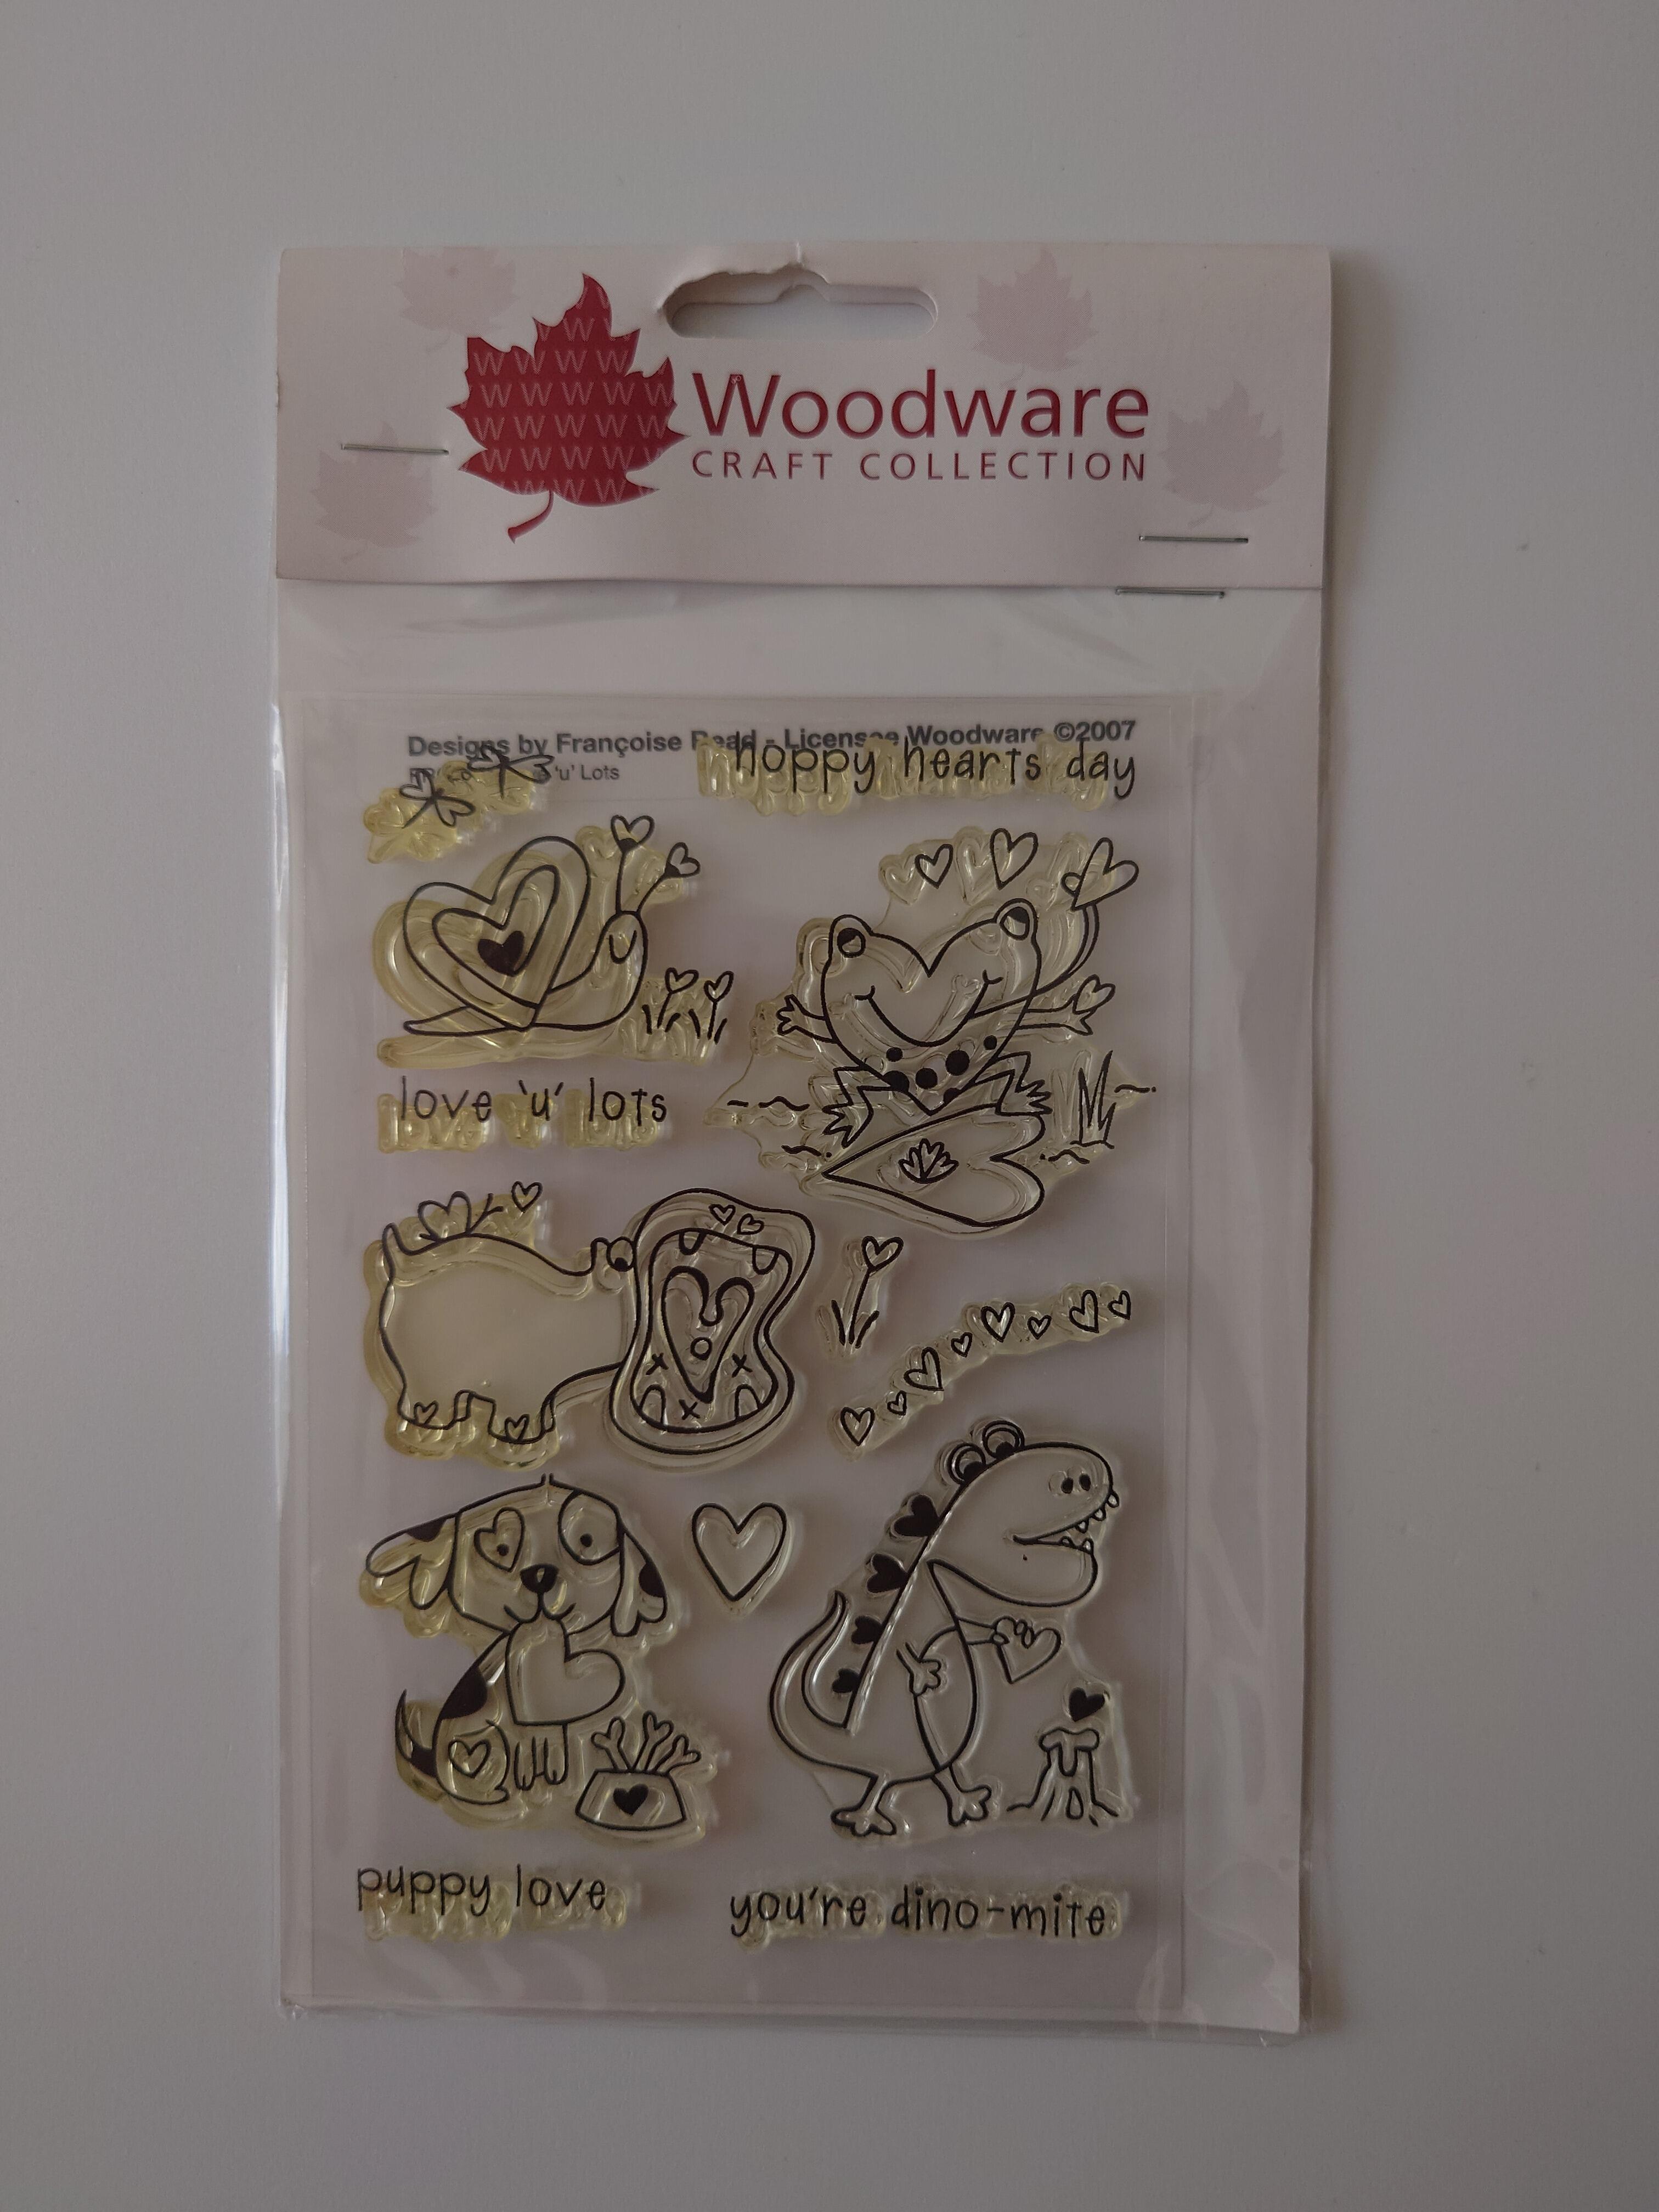 Woodware
CRAFT COLLECTION
Designs by Françoise Read - Licensee Woodware ©2007
'u' Lots
hoppy hearts day
love 'u' lots
puppy love
you're dino-mite